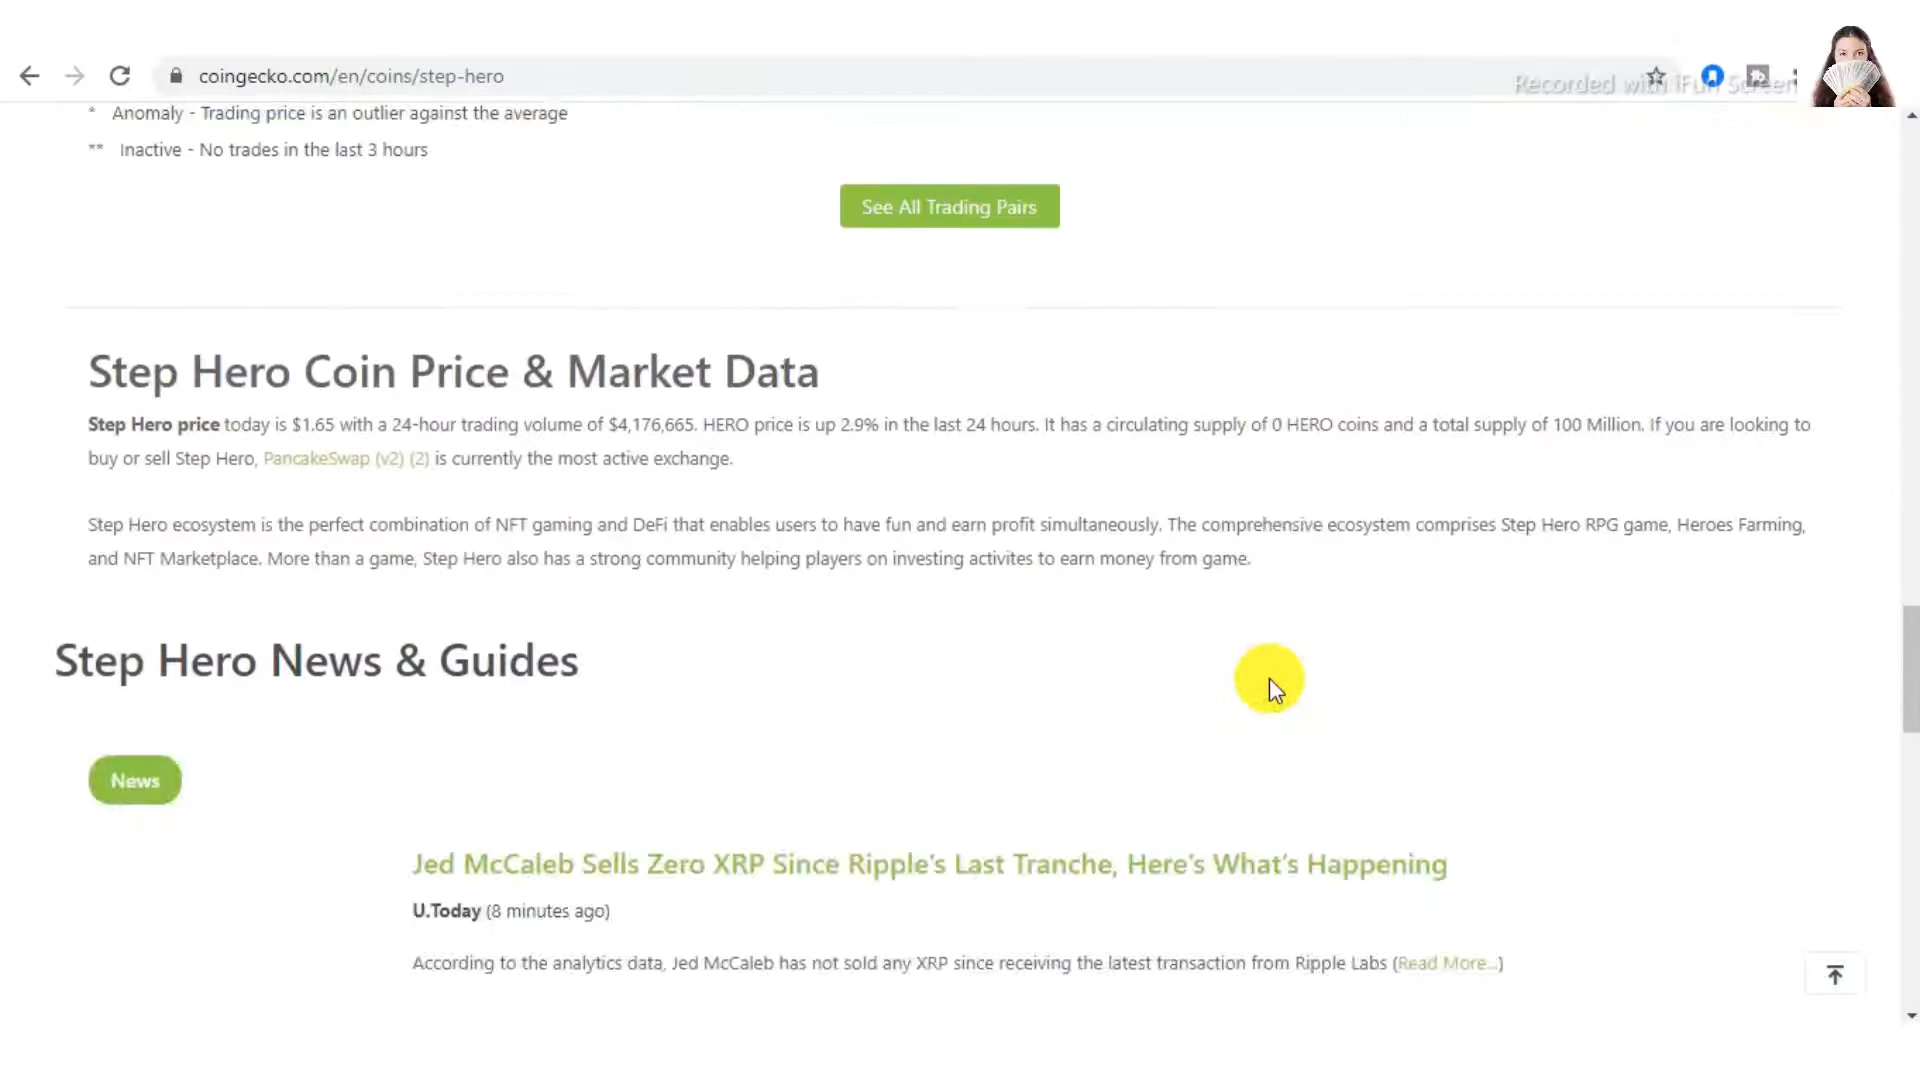 coingecko.com/en/coins/step-hero
Recorded with iFun Screen
* Anomaly - Trading price is an outlier against the average
** Inactive - No trades in the last 3 hours
See All Trading Pairs
Step Hero Coin Price & Market Data
Step Hero price today is $1.65 with a 24-hour trading volume of $4,176,665. HERO price is up 2.9% in the last 24 hours. It has a circulating supply of 0 HERO coins and a total supply of 100 Million. If you are looking to
buy or sell Step Hero, PancakeSwap (v2) (2) is currently the most active exchange.
Step Hero ecosystem is the perfect combination of NFT gaming and DeFi that enables users to have fun and earn profit simultaneously. The comprehensive ecosystem comprises Step Hero RPG game, Heroes Farming,
and NFT Marketplace. More than a game, Step Hero also has a strong community helping players on investing activites to earn money from game.
Step Hero News & Guides
News
Jed McCaleb Sells Zero XRP Since Ripple’s Last Tranche, Here’s What’s Happening
U.Today (8 minutes ago)
According to the analytics data, Jed McCaleb has not sold any XRP since receiving the latest transaction from Ripple Labs (Read More...)